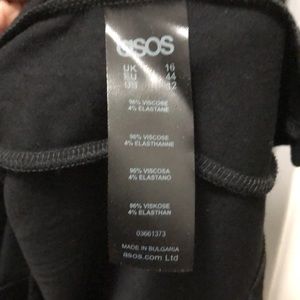 asos
UK 16
EU 44
US 12
96% VISCOSE
4% ELASTANE
96% VISCOSE
4% ELASTHANNE
96% VISCOSA
4% ELASTANO
96% VISKOSE
4% ELASTHAN
03661373
MADE IN BULGARIA
asos.com Ltd